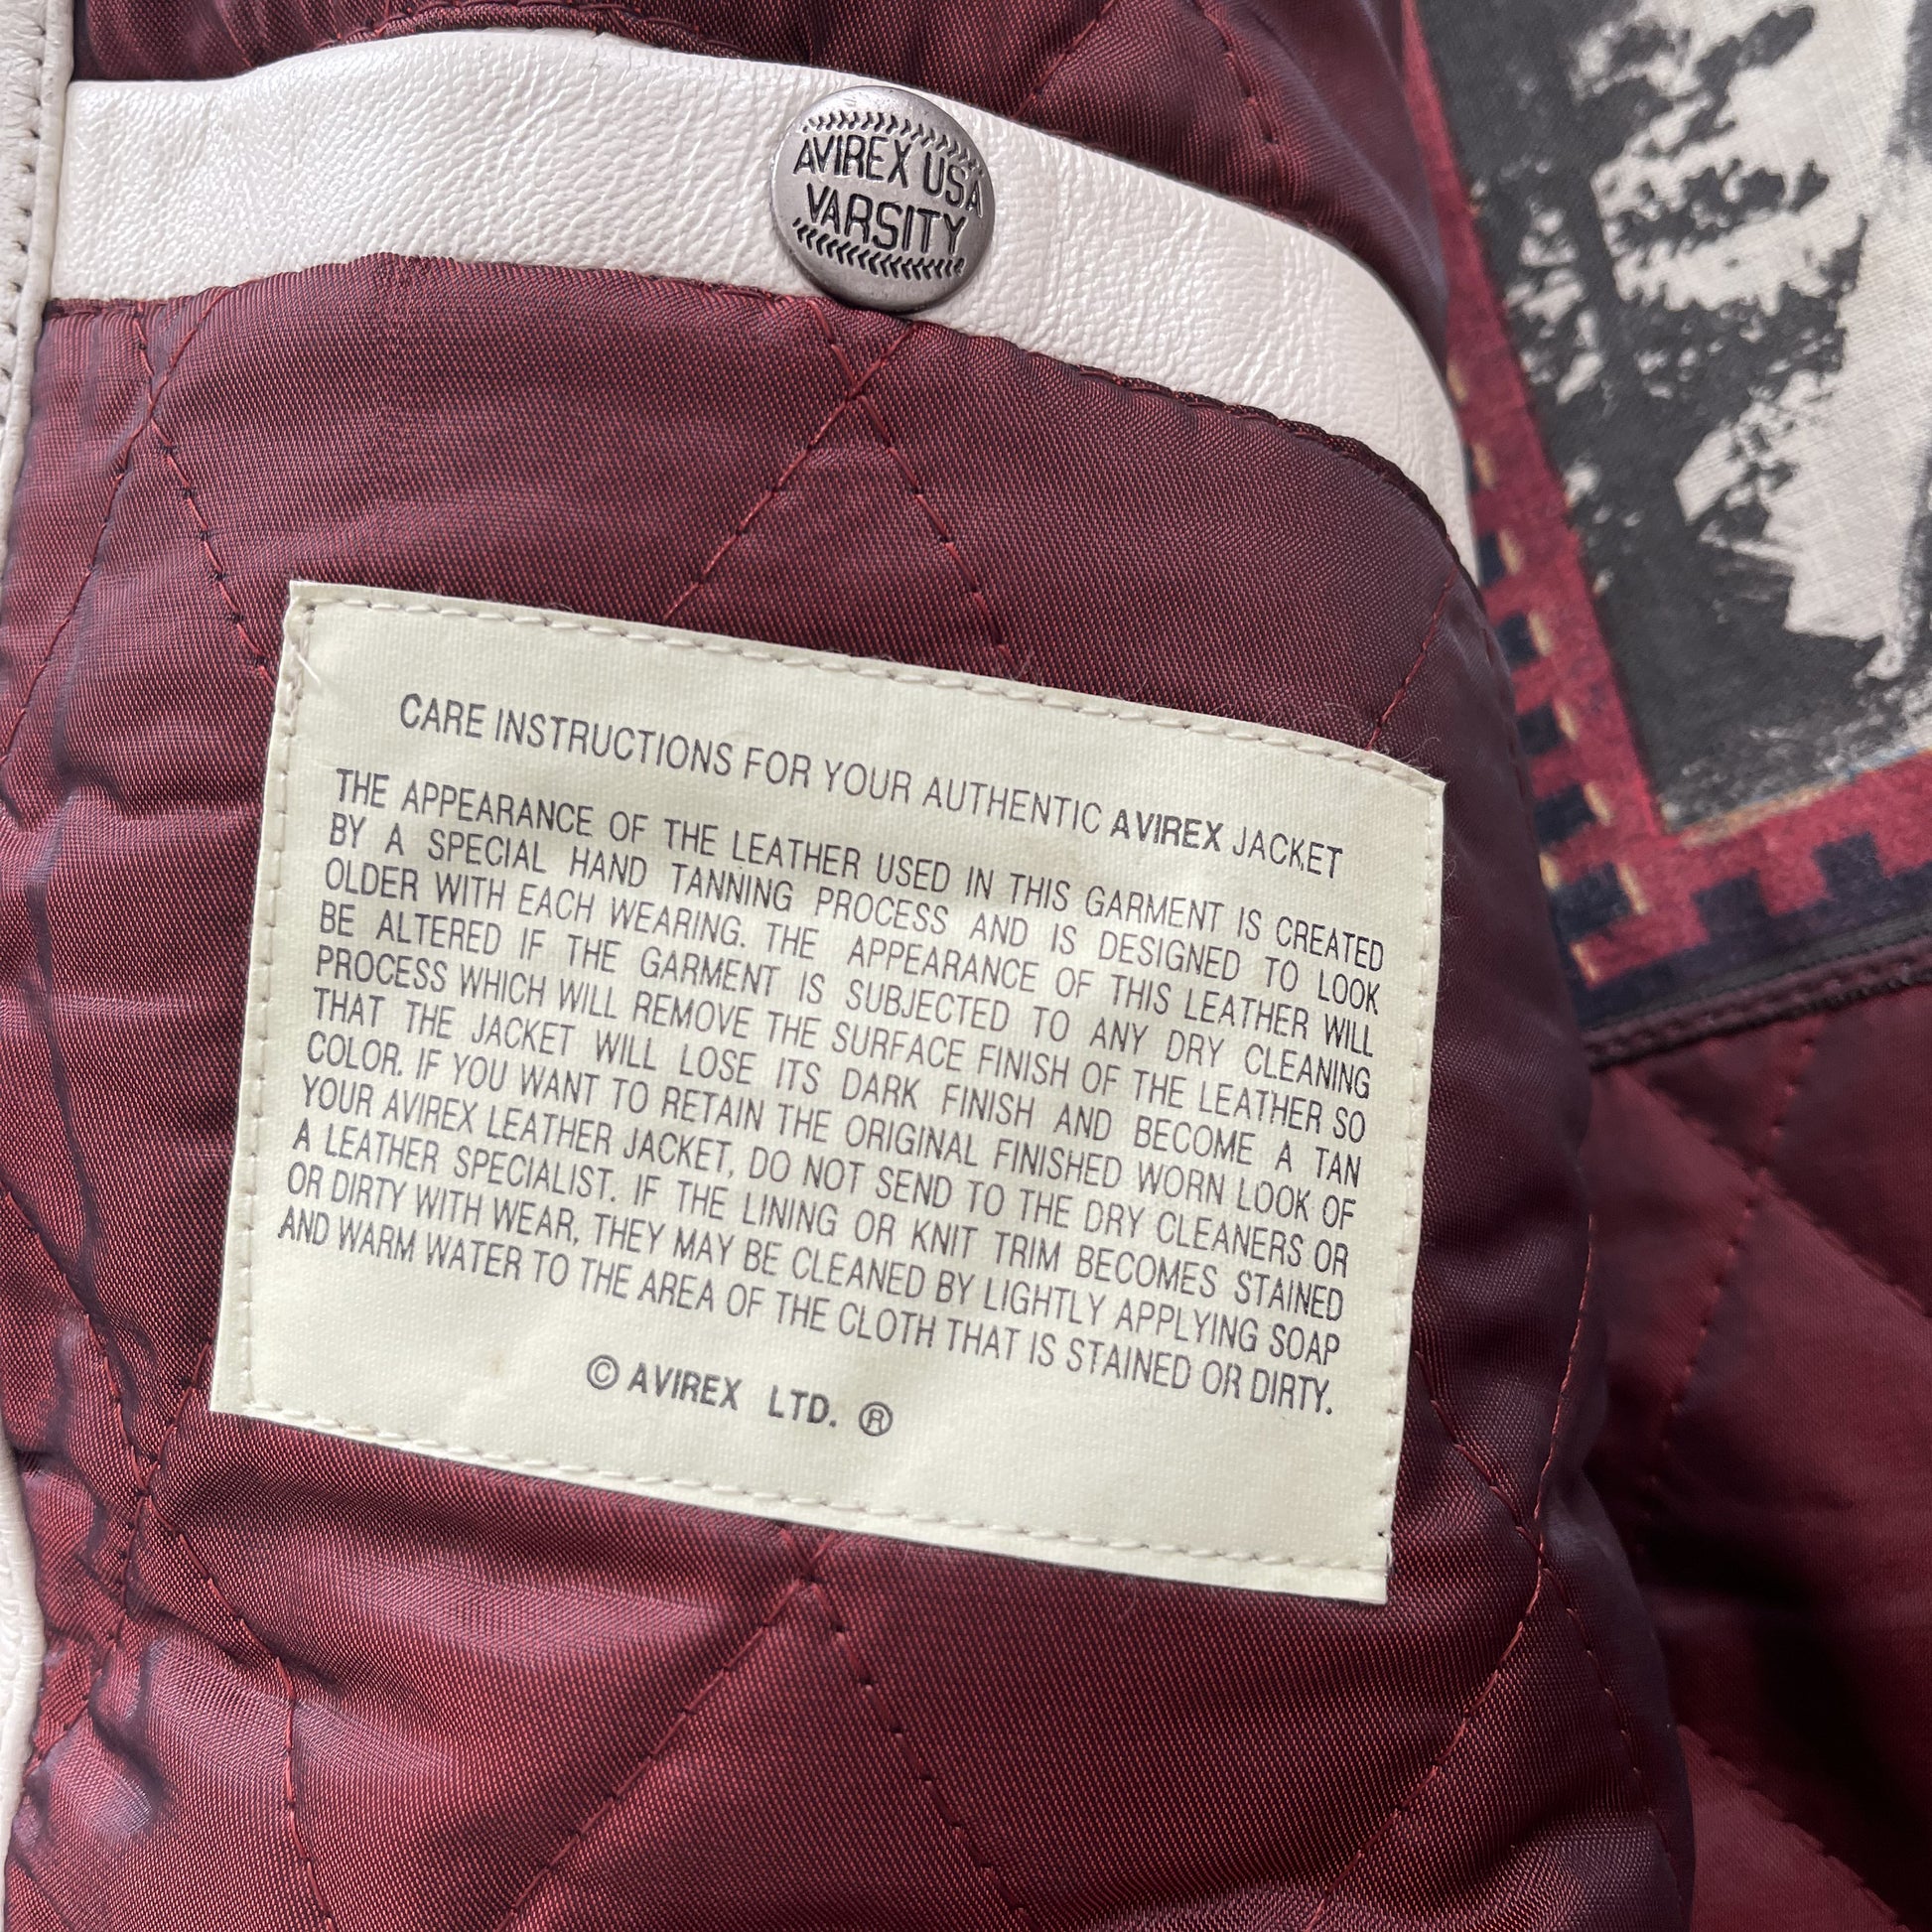 AVIREX USA
VARSITY
CARE INSTRUCTIONS FOR YOUR AUTHENTIC AVIREX JACKET
THE APPEARANCE OF THE LEATHER USED IN THIS GARMENT IS CREATED
BY A SPECIAL HAND TANNING PROCESS AND IS DESIGNED TO LOOK
OLDER WITH EACH WEARING. THE APPEARANCE OF THIS LEATHER WILL
BE ALTERED IF THE GARMENT IS SUBJECTED TO ANY DRY CLEANING
PROCESS WHICH WILL REMOVE THE SURFACE FINISH OF THE LEATHER SO
THAT THE JACKET WILL LOSE ITS DARK FINISH AND BECOME A TAN
COLOR. IF YOU WANT TO RETAIN THE ORIGINAL FINISHED WORN LOOK OF
YOUR AVIREX LEATHER JACKET, DO NOT SEND TO THE DRY CLEANERS OR
A LEATHER SPECIALIST. IF THE LINING OR KNIT TRIM BECOMES STAINED
OR DIRTY WITH WEAR, THEY MAY BE CLEANED BY LIGHTLY APPLYING SOAP
AND WARM WATER TO THE AREA OF THE CLOTH THAT IS STAINED OR DIRTY.
© AVIREX LTD. ®